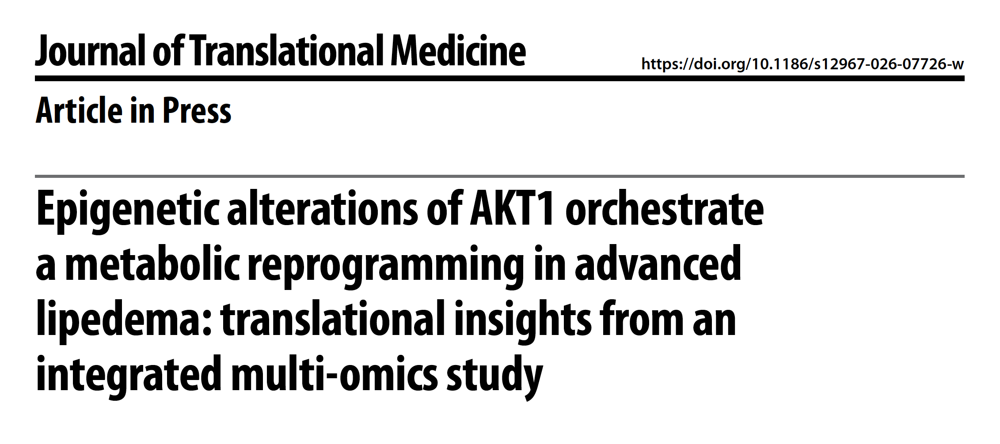 Journal of Translational Medicine
https://doi.org/10.1186/s12967-026-07726-w
Article in Press
Epigenetic alterations of AKT1 orchestrate
a metabolic reprogramming in advanced
lipedema: translational insights from an
integrated multi-omics study